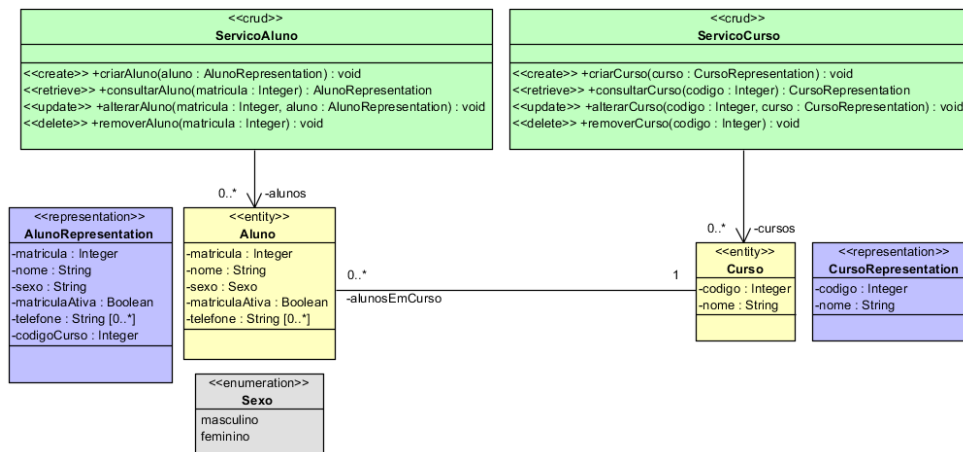 <<crud>>
ServicoAluno
<<create>> +criarAluno(aluno : AlunoRepresentation) : void
<<retrieve>> +consultarAluno(matricula : Integer) : AlunoRepresentation
<<update>> +alterarAluno(matricula : Integer, aluno : AlunoRepresentation) : void
<<delete>> +removerAluno(matricula : Integer) : void
<<crud>>
ServicoCurso
<<create>> +criarCurso(curso : CursoRepresentation) : void
<<retrieve>> +consultarCurso(codigo : Integer) : CursoRepresentation
<<update>> +alterarCurso(codigo : Integer, curso : CursoRepresentation) : void
<<delete>> +removerCurso(codigo : Integer) : void
0..*
-alunos
0..*
-cursos
<<representation>>
AlunoRepresentation
-matricula : Integer
-nome : String
-sexo : String
-matriculaAtiva : Boolean
-telefone : String [0..*]
-codigoCurso : Integer
<<entity>>
Aluno
-matricula : Integer
-nome : String
-sexo : Sexo
-matriculaAtiva : Boolean
-telefone : String [0..*]
0..*
-alunosEmCurso
1
<<entity>>
Curso
-codigo : Integer
-nome : String
<<representation>>
CursoRepresentation
-codigo : Integer
-nome : String
<<enumeration>>
Sexo
masculino
feminino